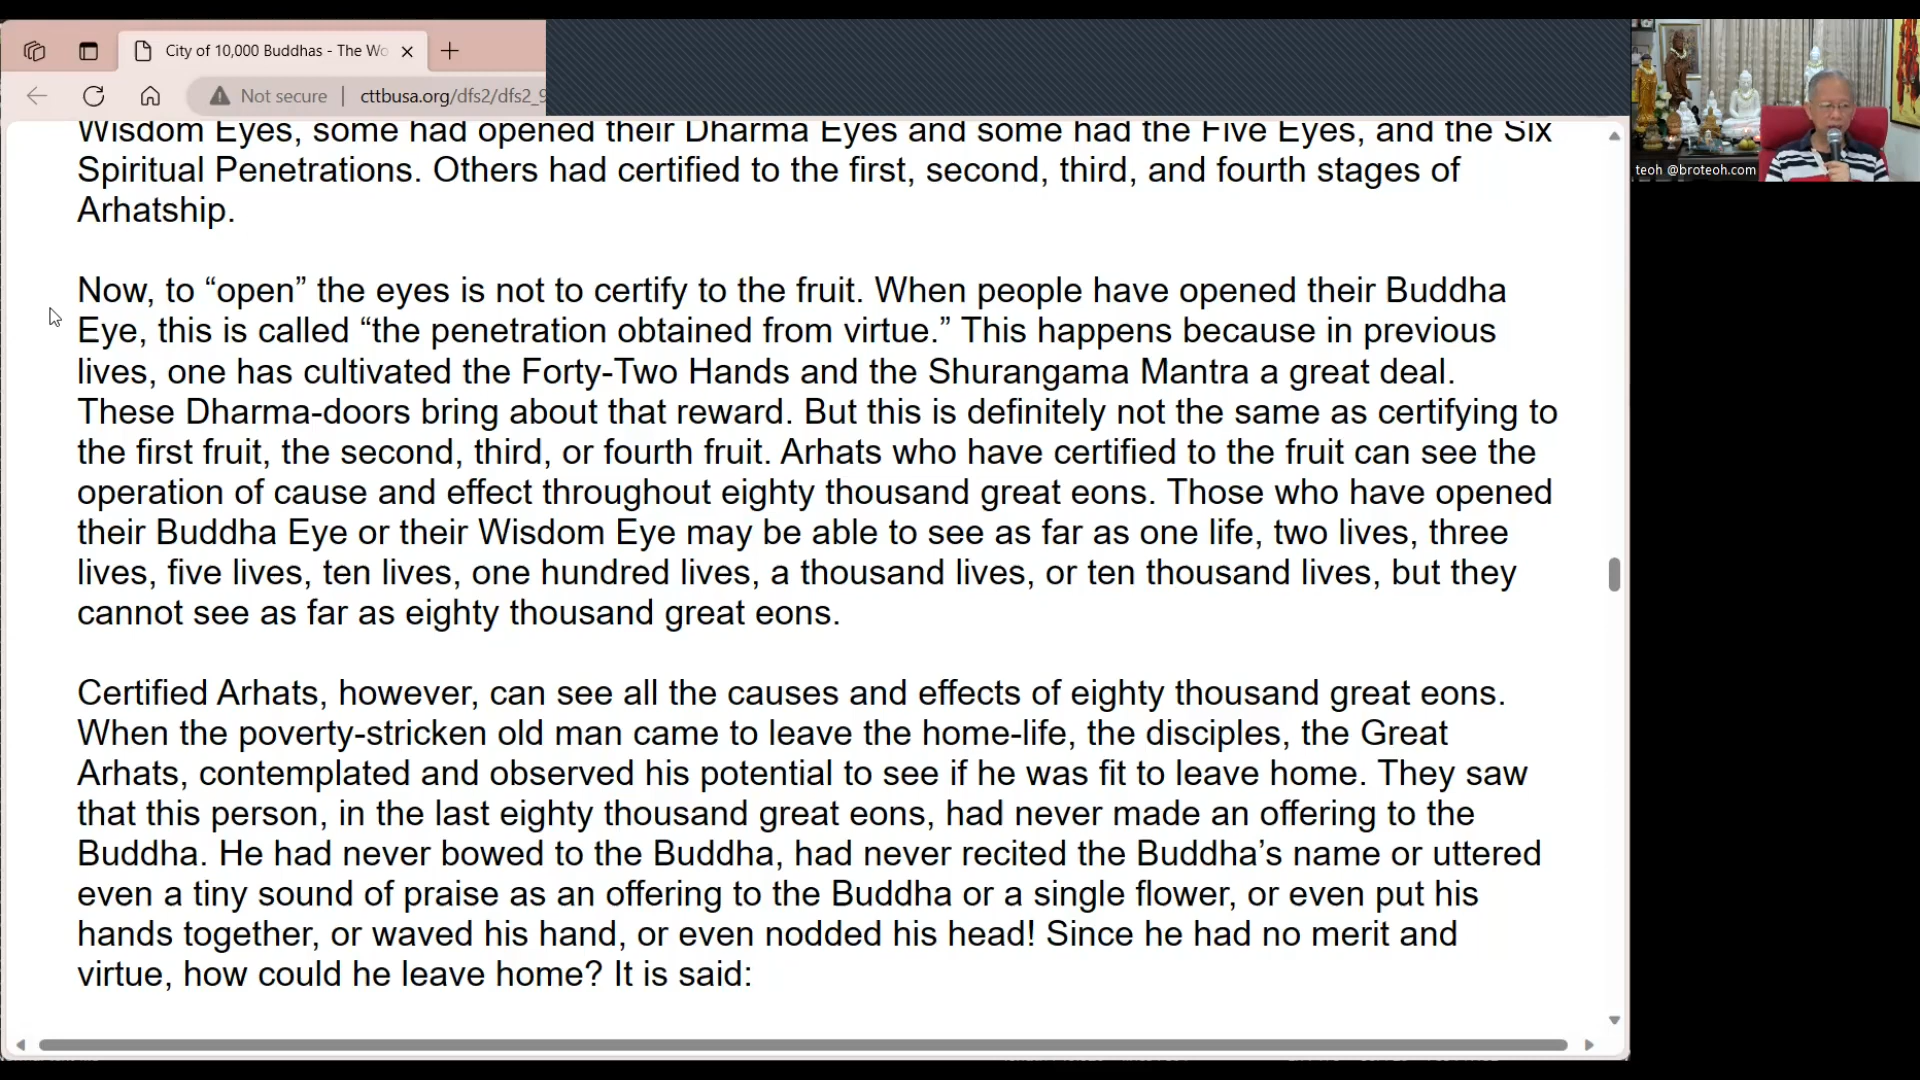 City of 10,000 Buddhas - The Wo
Not secure | cttbusa.org/dfs2/dfs2_9
Wisdom Eyes, some had opened their Dharma Eyes and some had the Five Eyes, and the Six
Spiritual Penetrations. Others had certified to the first, second, third, and fourth stages of
Arhatship.
Now, to “open” the eyes is not to certify to the fruit. When people have opened their Buddha
Eye, this is called “the penetration obtained from virtue.” This happens because in previous
lives, one has cultivated the Forty-Two Hands and the Shurangama Mantra a great deal.
These Dharma-doors bring about that reward. But this is definitely not the same as certifying to
the first fruit, the second, third, or fourth fruit. Arhats who have certified to the fruit can see the
operation of cause and effect throughout eighty thousand great eons. Those who have opened
their Buddha Eye or their Wisdom Eye may be able to see as far as one life, two lives, three
lives, five lives, ten lives, one hundred lives, a thousand lives, or ten thousand lives, but they
cannot see as far as eighty thousand great eons.
Certified Arhats, however, can see all the causes and effects of eighty thousand great eons.
When the poverty-stricken old man came to leave the home-life, the disciples, the Great
Arhats, contemplated and observed his potential to see if he was fit to leave home. They saw
that this person, in the last eighty thousand great eons, had never made an offering to the
Buddha. He had never bowed to the Buddha, had never recited the Buddha’s name or uttered
even a tiny sound of praise as an offering to the Buddha or a single flower, or even put his
hands together, or waved his hand, or even nodded his head! Since he had no merit and
virtue, how could he leave home? It is said:
teoh @broteoh.com